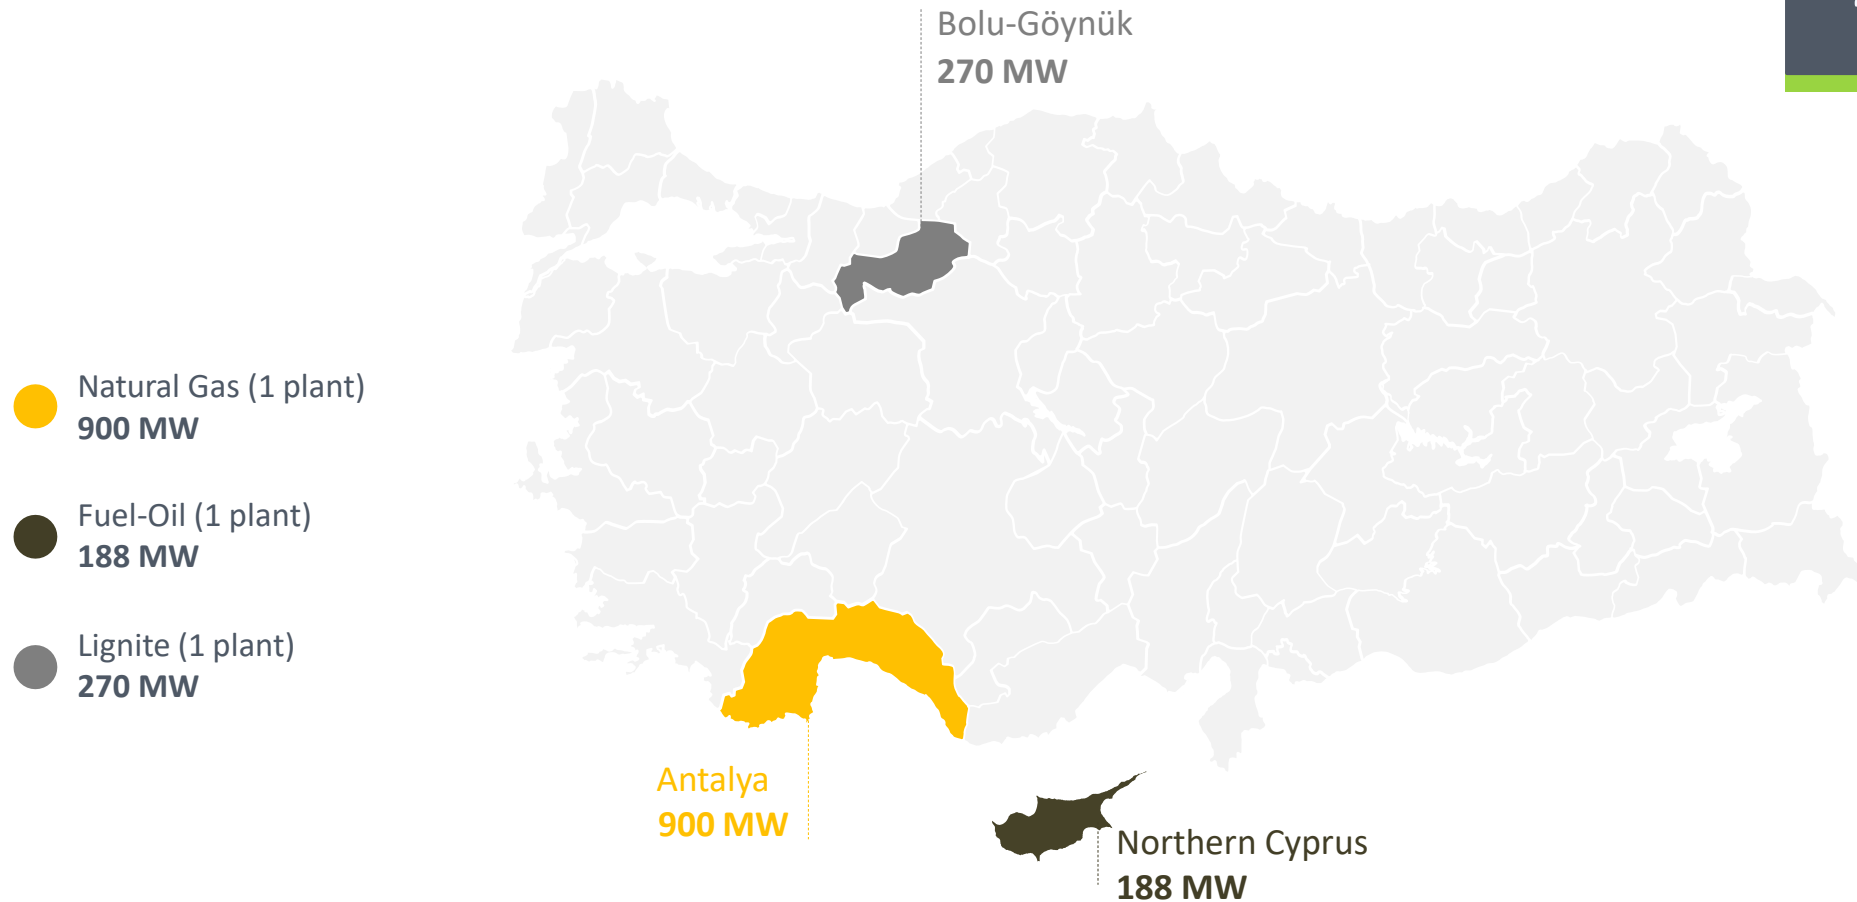 Bolu-Göynük
270 MW
Natural Gas (1 plant)
900 MW
Fuel-Oil (1 plant)
188 MW
Lignite (1 plant)
270 MW
Antalya
900 MW
Northern Cyprus
188 MW